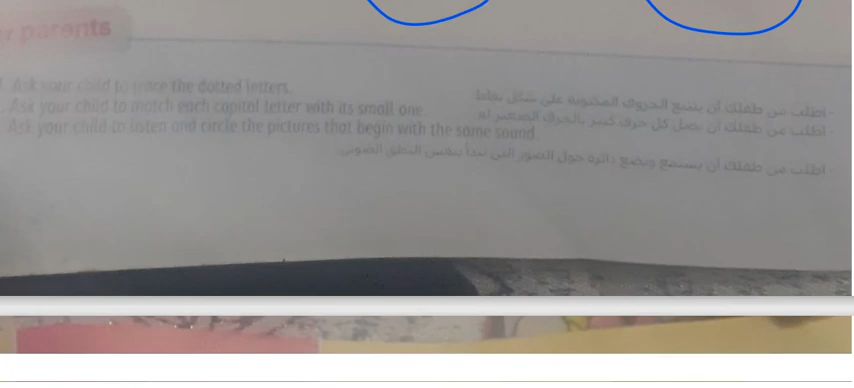 parents
Ask your child to trace the dotted letters.
- اطلب من طفلك أن يتتبع الحروف المكتوبة على شكل نقاط
Ask your child to match each capital letter with its small one.
- اطلب من طفلك أن يصل كل حرف كبير بالحرف الصغير له
Ask your child to listen and circle the pictures that begin with the same sound.
- اطلب من طفلك أن يستمع ويضع دائرة حول الصور التي تبدأ بنفس النطق الصوتي.